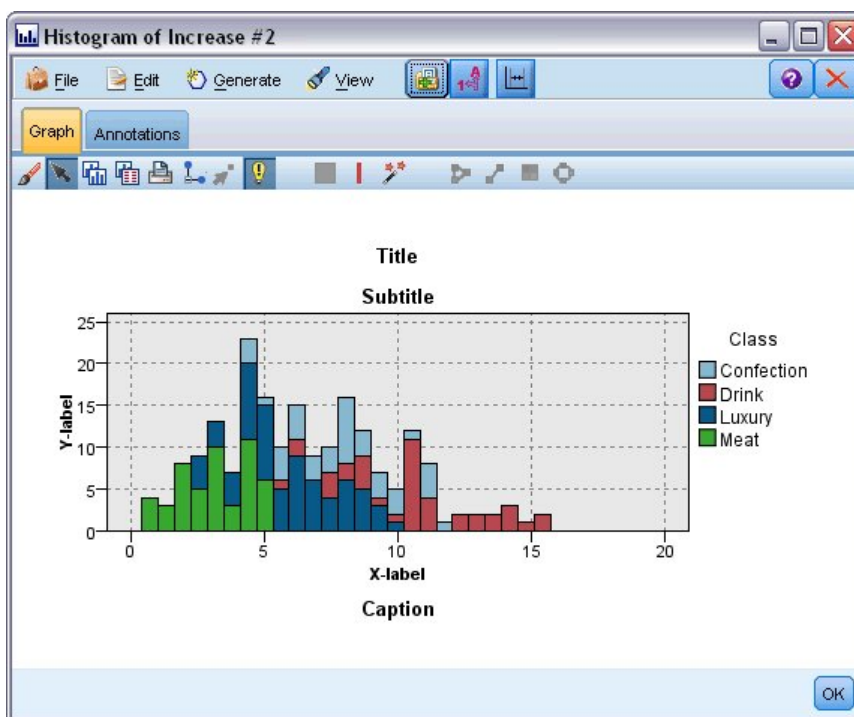 Histogram of Increase #2
File Edit Generate View
Graph Annotations
Title
Subtitle
25
20
15
10
5
0
Y-label
0 5 10 15 20
X-label
Caption
Class
Confection
Drink
Luxury
Meat
OK